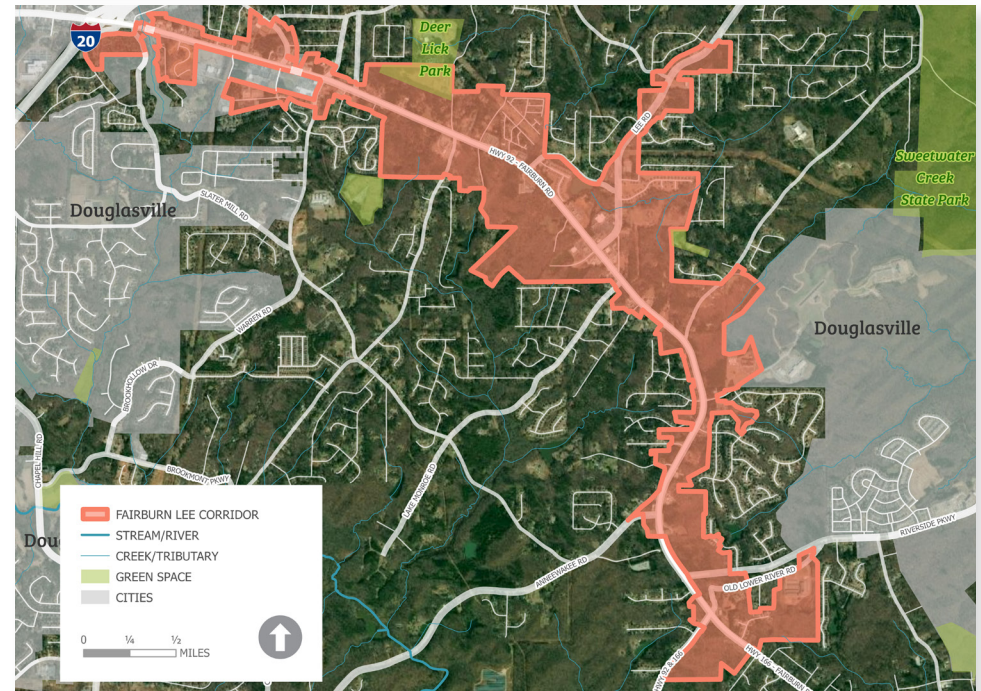 20
Deer
Lick
Park
LEE RD
HWY 92 - FAIRBURN RD
Sweetwater
Creek
State Park
SLATER MILL RD
Douglasville
Douglasville
WARREN RD
BROOKHOLLOW DR
CHAPEL HILL RD
BROOKMONT PKWY
LAKE MONROE RD
RIVERSIDE PKWY
Dou
ANNEEWAKEE RD
OLD LOWER RIVER RD
HWY 92 & 166
HWY 166 - FAIRBURN
FAIRBURN LEE CORRIDOR
STREAM/RIVER
CREEK/TRIBUTARY
GREEN SPACE
CITIES
0 ¼ ½
MILES